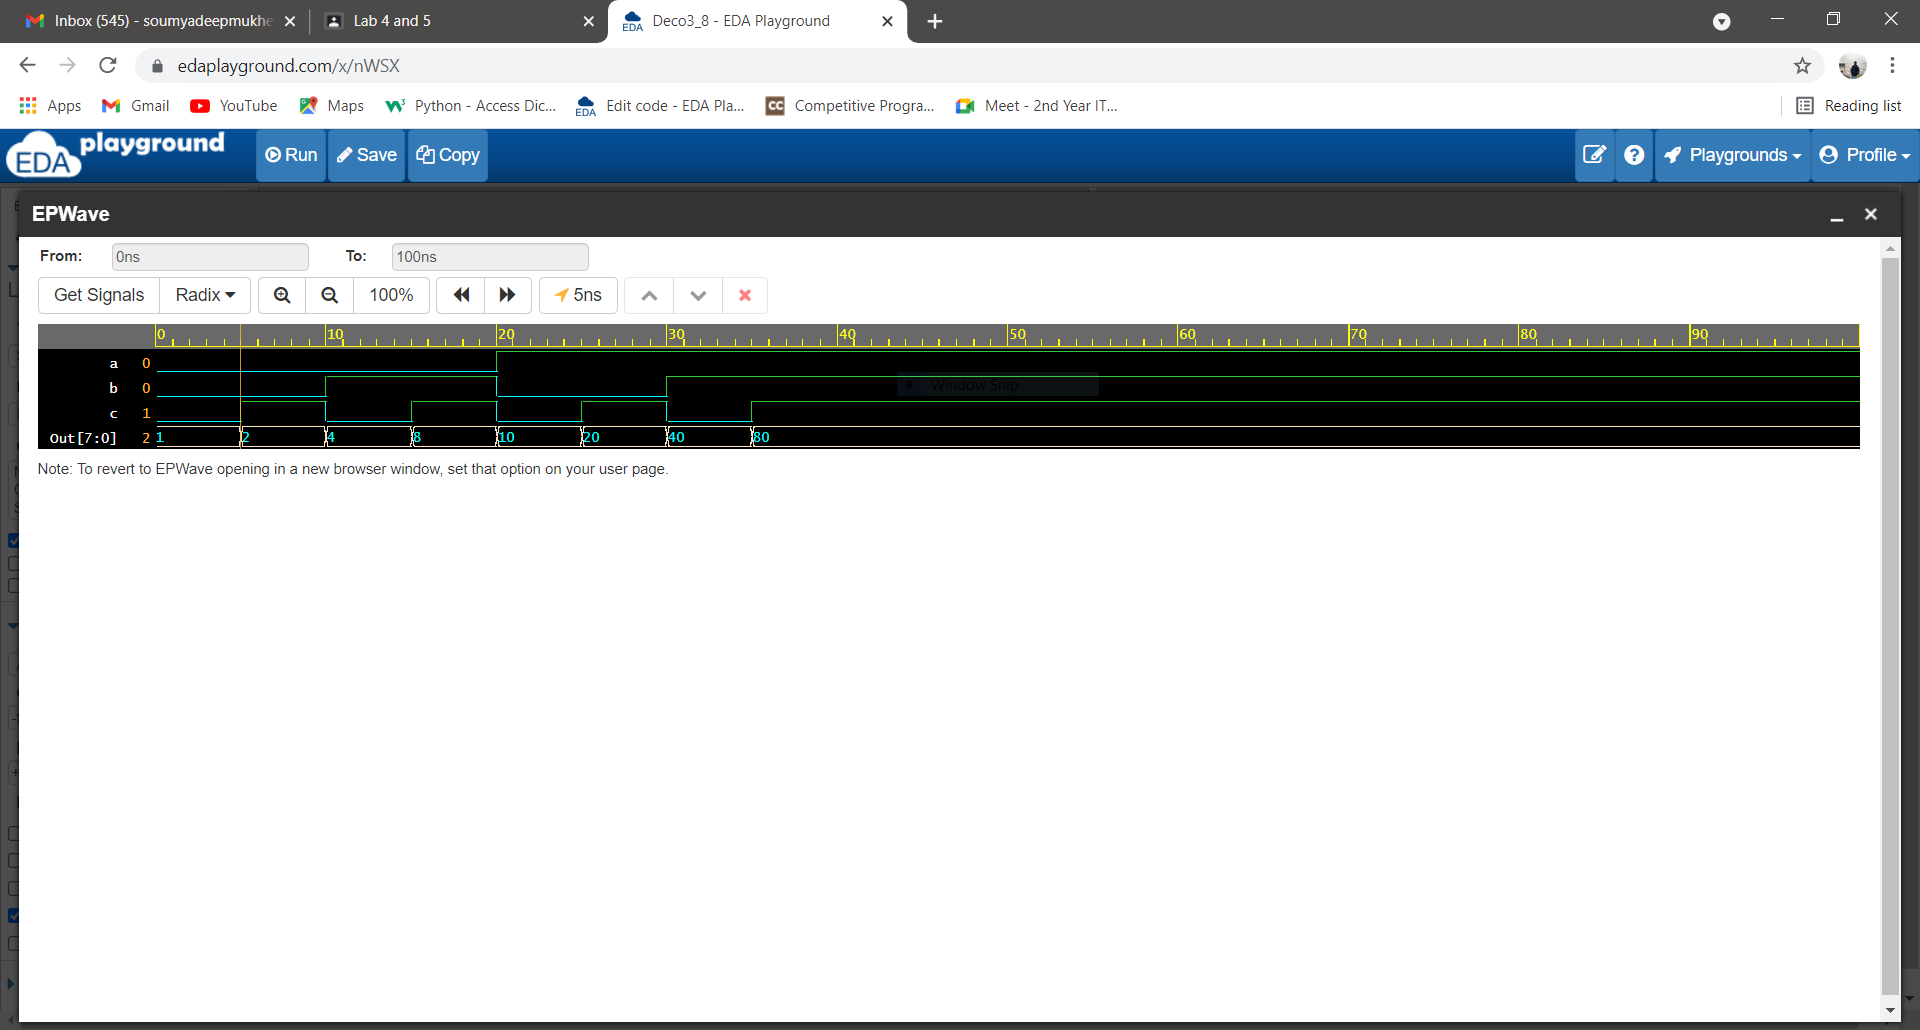 Inbox (545) - soumyadeepmukhe
Lab 4 and 5
EDA Deco3_8 - EDA Playground
edaplayground.com/x/nWSX
Apps Gmail YouTube Maps Python - Access Dic... EDA Edit code - EDA Pla... CC Competitive Progra... Meet - 2nd Year IT... Reading list
EDA playground Run Save Copy Playgrounds Profile
EPWave
From: 0ns To: 100ns
Get Signals Radix 100% 5ns
0 10 20 30 40 50 60 70 80 90
a 0
b 0
Window Snip
c 1
Out[7:0] 2 1 2 4 8 10 20 40 80
Note: To revert to EPWave opening in a new browser window, set that option on your user page.